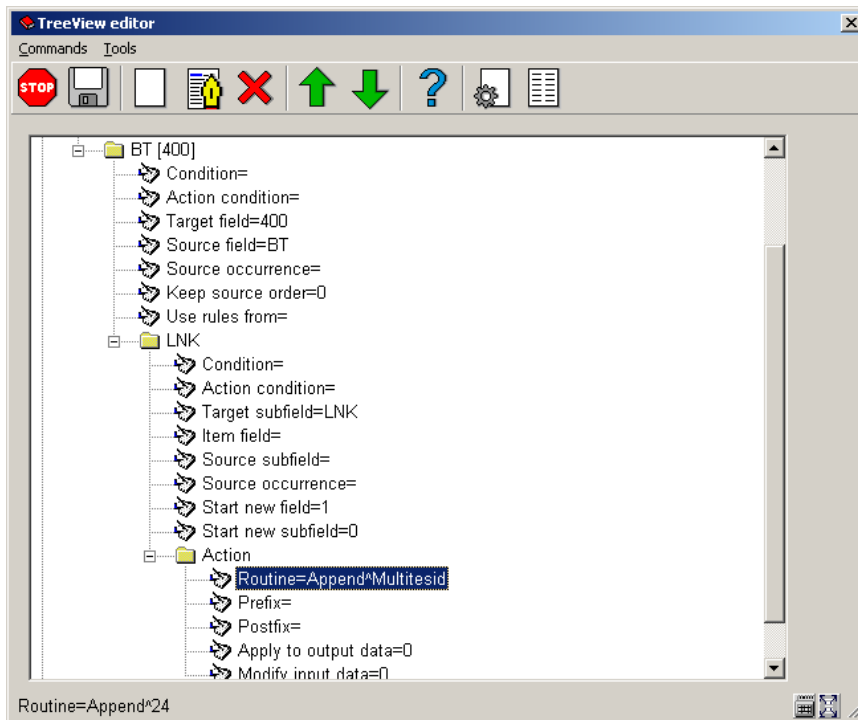 TreeView editor
Commands Tools
STOP
BT [400]
Condition=
Action condition=
Target field=400
Source field=BT
Source occurrence=
Keep source order=0
Use rules from=
LNK
Condition=
Action condition=
Target subfield=LNK
Item field=
Source subfield=
Source occurrence=
Start new field=1
Start new subfield=0
Action
Routine=Append^Multitesid
Prefix=
Postfix=
Apply to output data=0
Modify input data=0
Routine=Append^24